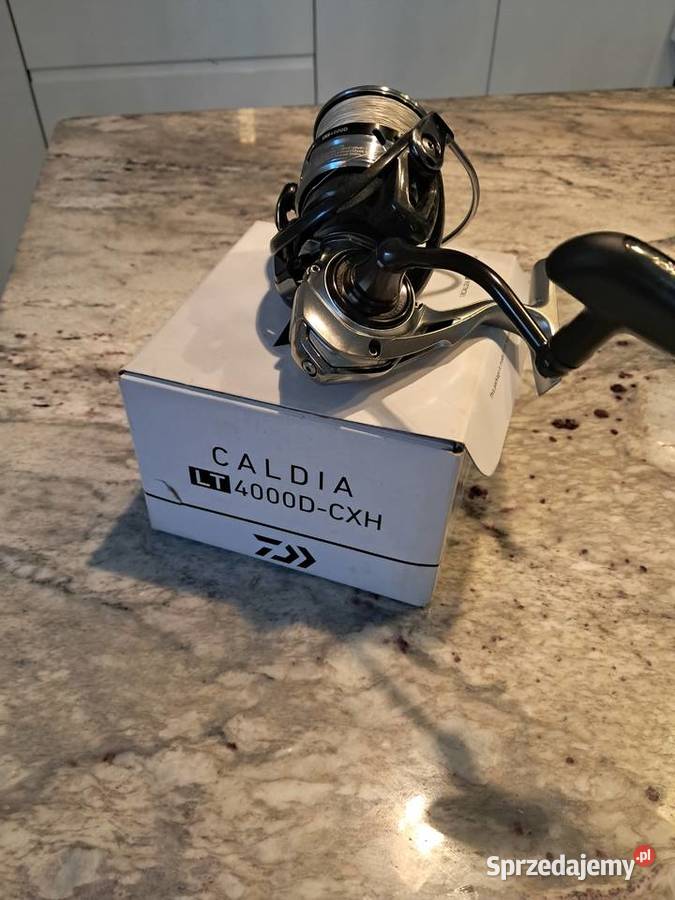 CALDIA
LT 4000D-CXH
Sprzedajemy.pl